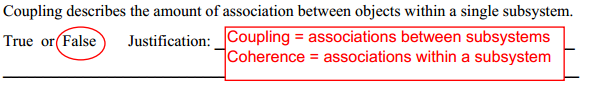 Coupling describes the amount of association between objects within a single subsystem.
True or False Justification: _Coupling = associations between subsystems
Coherence = associations within a subsystem